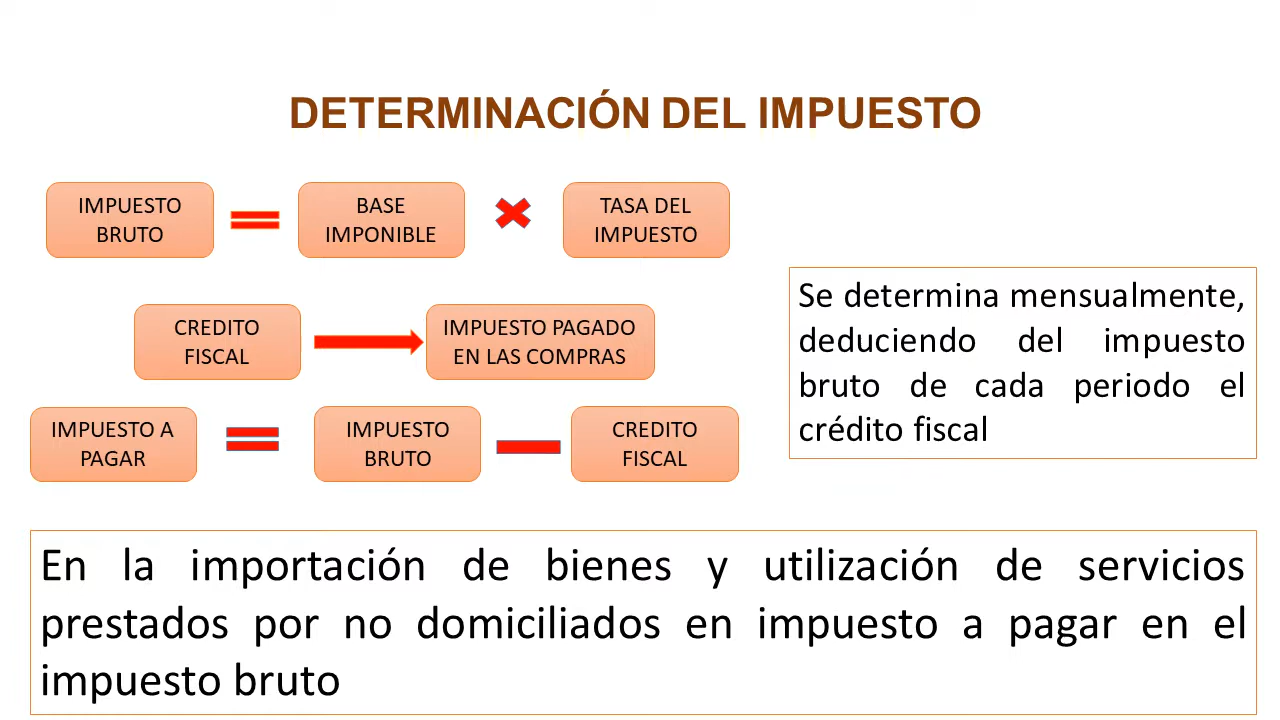 DETERMINACIÓN DEL IMPUESTO
IMPUESTO
BRUTO
BASE
IMPONIBLE
TASA DEL
IMPUESTO
CREDITO
FISCAL
IMPUESTO PAGADO
EN LAS COMPRAS
IMPUESTO A
PAGAR
IMPUESTO
BRUTO
CREDITO
FISCAL
Se determina mensualmente,
deduciendo del impuesto
bruto de cada periodo el
crédito fiscal
En la importación de bienes y utilización de servicios
prestados por no domiciliados en impuesto a pagar en el
impuesto bruto